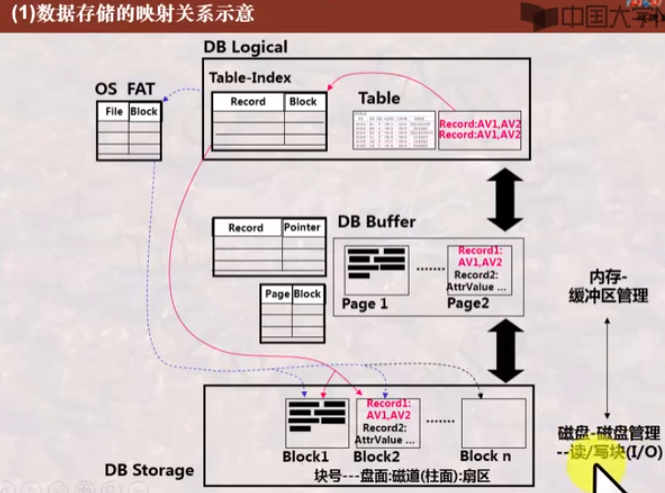 (1)数据存储的映射关系示意
中国大学M
DB Logical
OS FAT
Table-Index
File Block
Record Block
Table
Record:AV1,AV2
Record:AV1,AV2
Record Pointer
DB Buffer
Record1:
AV1,AV2
Record2:
AttrValue ...
Page 1
Page2
Page Block
内存-
缓冲区管理
Record1:
AV1,AV2
Record2:
AttrValue ...
Block1
Block2
Block n
DB Storage
块号---盘面:磁道(柱面):扇区
磁盘-磁盘管理
--读/写块(I/O)